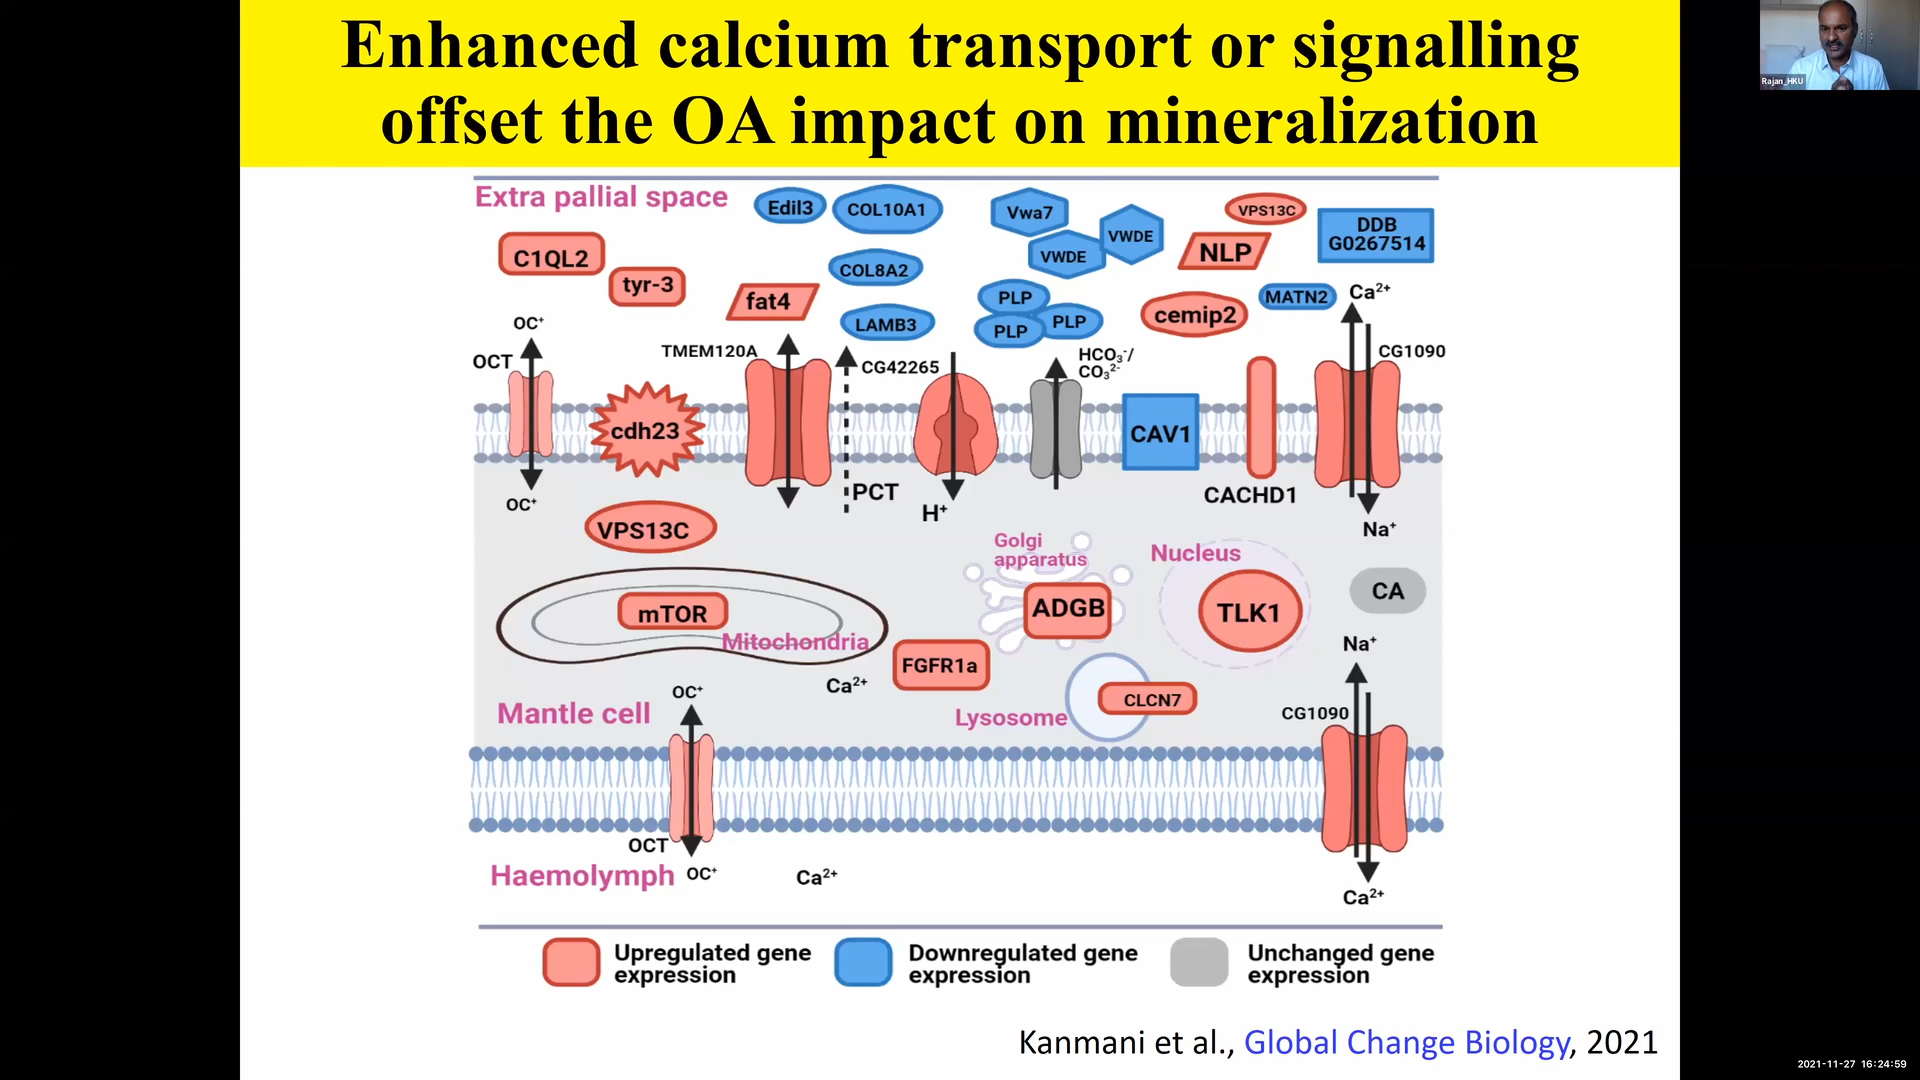 Enhanced calcium transport or signalling
offset the OA impact on mineralization
Rajan_HKU
Extra pallial space
Edil3
COL10A1
Vwa7
VWDE
VPS13C
DDB
G0267514
C1QL2
tyr-3
COL8A2
VWDE
NLP
fat4
PLP
PLP
PLP
cemip2
MATN2
Ca²⁺
LAMB3
OC⁺
OCT
TMEM120A
CG42265
HCO₃⁻/
CO₃²⁻
CG1090
cdh23
CAV1
OC⁺
PCT
H⁺
CACHD1
Na⁺
VPS13C
Golgi
apparatus
Nucleus
mTOR
Mitochondria
ADGB
TLK1
CA
FGFR1a
Na⁺
Ca²⁺
OC⁺
CLCN7
Mantle cell
Lysosome
CG1090
OCT
Haemolymph
OC⁺
Ca²⁺
Ca²⁺
Upregulated gene
expression
Downregulated gene
expression
Unchanged gene
expression
Kanmani et al., Global Change Biology, 2021
2021-11-27 16:24:59